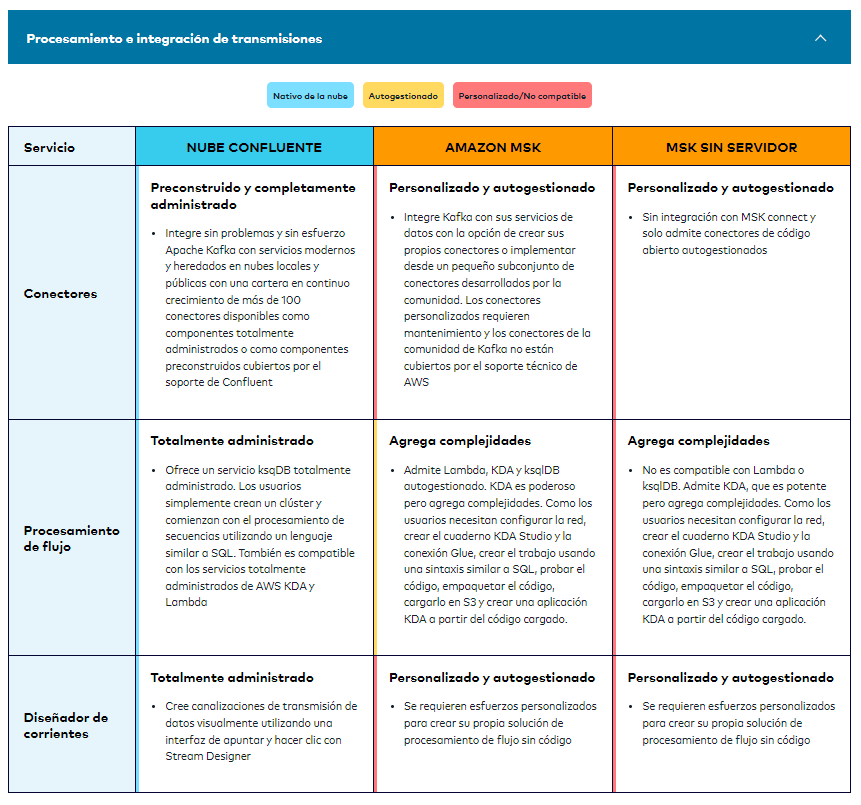 Procesamiento e integración de transmisiones
Nativo de la nube
Autogestionado
Personalizado/No compatible
Servicio
NUBE CONFLUENTE
AMAZON MSK
MSK SIN SERVIDOR
Conectores
Preconstruido y completamente
administrado
• Integre sin problemas y sin esfuerzo
Apache Kafka con servicios modernos
y heredados en nubes locales y
públicas con una cartera en continuo
crecimiento de más de 100
conectores disponibles como
componentes totalmente
administrados o como componentes
preconstruidos cubiertos por el
soporte de Confluent
Personalizado y autogestionado
• Integre Kafka con sus servicios de
datos con la opción de crear sus
propios conectores o implementar
desde un pequeño subconjunto de
conectores desarrollados por la
comunidad. Los conectores
personalizados requieren
mantenimiento y los conectores de la
comunidad de Kafka no están
cubiertos por el soporte técnico de
AWS
Personalizado y autogestionado
• Sin integración con MSK connect y
solo admite conectores de código
abierto autogestionados
Procesamiento
de flujo
Totalmente administrado
• Ofrece un servicio ksqDB totalmente
administrado. Los usuarios
simplemente crean un clúster y
comienzan con el procesamiento de
secuencias utilizando un lenguaje
similar a SQL. También es compatible
con los servicios totalmente
administrados de AWS KDA y
Lambda
Agrega complejidades
• Admite Lambda, KDA y ksqlDB
autogestionado. KDA es poderoso
pero agrega complejidades. Como los
usuarios necesitan configurar la red,
crear el cuaderno KDA Studio y la
conexión Glue, crear el trabajo usando
una sintaxis similar a SQL, probar el
código, empaquetar el código,
cargarlo en S3 y crear una aplicación
KDA a partir del código cargado.
Agrega complejidades
• No es compatible con Lambda o
ksqlDB. Admite KDA, que es potente
pero agrega complejidades. Como los
usuarios necesitan configurar la red,
crear el cuaderno KDA Studio y la
conexión Glue, crear el trabajo usando
una sintaxis similar a SQL, probar el
código, empaquetar el código,
cargarlo en S3 y crear una aplicación
KDA a partir del código cargado.
Diseñador de
corrientes
Totalmente administrado
• Cree canalizaciones de transmisión de
datos visualmente utilizando una
interfaz de apuntar y hacer clic con
Stream Designer
Personalizado y autogestionado
• Se requieren esfuerzos personalizados
para crear su propia solución de
procesamiento de flujo sin código
Personalizado y autogestionado
• Se requieren esfuerzos personalizados
para crear su propia solución de
procesamiento de flujo sin código